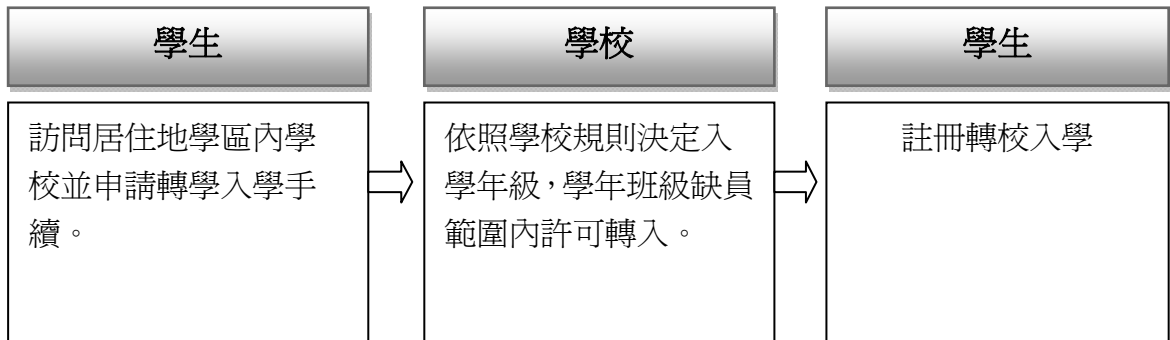 學生
訪問居住地學區內學
校並申請轉學入學手
續。
學校
依照學校規則決定入
學年級，學年班級缺員
範圍內許可轉入。
學生
註冊轉校入學